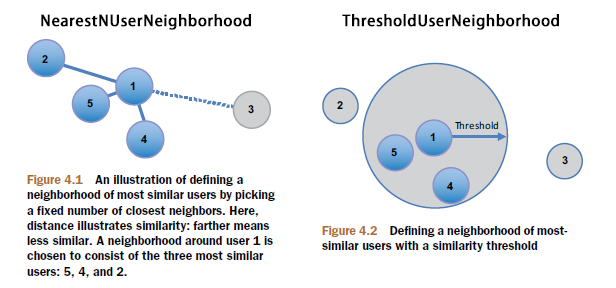 NearestNUserNeighborhood
2
1
5
3
4
Figure 4.1 An illustration of defining a
neighborhood of most similar users by picking
a fixed number of closest neighbors. Here,
distance illustrates similarity: farther means
less similar. A neighborhood around user 1 is
chosen to consist of the three most similar
users: 5, 4, and 2.
ThresholdUserNeighborhood
2
Threshold
1
5
3
4
Figure 4.2 Defining a neighborhood of most-
similar users with a similarity threshold